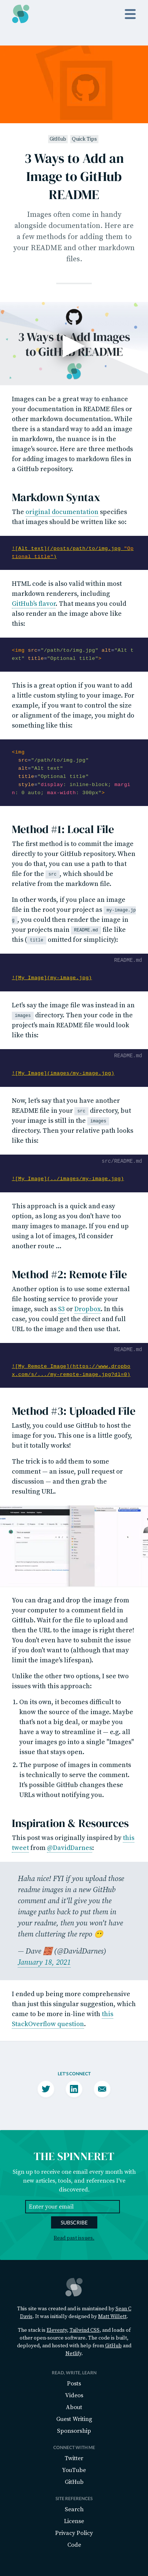 GitHub Quick Tips
3 Ways to Add an
Image to GitHub
README
Images often come in handy
alongside documentation. Here are
a few methods for adding them to
your README and other markdown
files.
3 Ways to Add Images
to GitHub README
Images can be a great way to enhance
your documentation in README files or
other markdown documentation. While
there is a standard way to add an image
in markdown, the nuance is in the
image's source. Here are three methods
for adding images to markdown files in
a GitHub repository.
Markdown Syntax
The original documentation specifies
that images should be written like so:
![Alt text](/posts/path/to/img.jpg "Op
tional title")
HTML code is also valid within most
markdown renderers, including
GitHub's flavor. That means you could
also render an the image above like
this:
<img src="/path/to/img.jpg" alt="Alt t
ext" title="Optional title">
This is a great option if you want to add
a little custom styling to your image. For
example, if you want to control the size
or alignment of the image, you might do
something like this:
<img
src="/path/to/img.jpg"
alt="Alt text"
title="Optional title"
style="display: inline-block; margi
n: 0 auto; max-width: 300px">
Method #1: Local File
The first method is to commit the image
directly to your GitHub repository. When
you do that, you can then use a path to
the file for the src, which should be
relative from the markdown file.
In other words, if you place an image
file in the root your project as my-image.jp
g, you could then render the image in
your projects main README.md file like
this ( title omitted for simplicity):
README.md
![My Image](my-image.jpg)
Let's say the image file was instead in an
images directory. Then your code in the
project's main README file would look
like this:
README.md
![My Image](images/my-image.jpg)
Now, let's say that you have another
README file in your src directory, but
your image is still in the images
directory. Then your relative path looks
like this:
src/README.md
![My Image](../images/my-image.jpg)
This approach is a quick and easy
option, as long as you don't have too
many images to manage. If you end up
using a lot of images, I'd consider
another route ...
Method #2: Remote File
Another option is to use some external
file hosting service to provide your
image, such as S3 or Dropbox. In this
case, you could get the direct and full
URL to the image and then use that.
README.md
![My Remote Image](https://www.dropbo
x.com/s/.../my-remote-image.jpg?dl=0)
Method #3: Uploaded File
Lastly, you could use GitHub to host the
image for you. This one is a little goofy,
but it totally works!
The trick is to add them to some
comment — an issue, pull request or
discussion — and then grab the
resulting URL.
You can drag and drop the image from
your computer to a comment field in
GitHub. Wait for the file to upload and
then the URL to the image is right there!
You don't even have to submit the item
if you don't want to (although that may
limit the image's lifespan).
Unlike the other two options, I see two
issues with this approach:
1. On its own, it becomes difficult to
know the source of the image. Maybe
that's not a big deal, or maybe you
have a way to streamline it — e.g. all
your images go into a single "Images"
issue that stays open.
2. The purpose of images in comments
is technically to serve the comment.
It's possible GitHub changes these
URLs without notifying you.
Inspiration & Resources
This post was originally inspired by this
tweet from @DavidDarnes:
Haha nice! FYI if you upload those
readme images in a new GitHub
comment and it'll give you the
image paths back to put them in
your readme, then you won't have
them cluttering the repo 🙂
— Dave 🧱 (@DavidDarnes)
January 18, 2021
I ended up being more comprehensive
than just this singular suggestion, which
can be more to be in-line with this
StackOverflow question.
LET'S CONNECT
THE SPINNERET
Sign up to receive one email every month with
new articles, tools, and references I've
discovered.
Enter your email
SUBSCRIBE
Read past issues.
This site was created and is maintained by Sean C
Davis. It was initially designed by Matt Willett.
The stack is Eleventy, Tailwind CSS, and loads of
other open source software. The code is built,
deployed, and hosted with help from GitHub and
Netlify.
READ, WRITE, LEARN
Posts
Videos
About
Guest Writing
Sponsorship
CONNECT WITH ME
Twitter
YouTube
GitHub
SITE REFERENCES
Search
License
Privacy Policy
Code